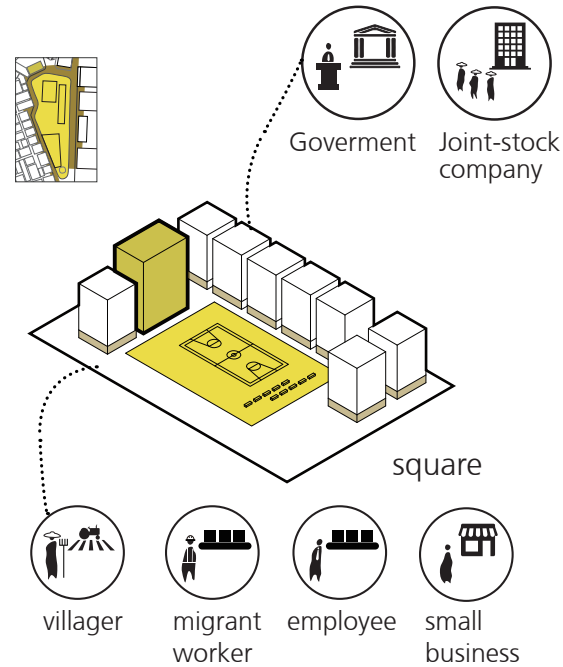 Goverment
Joint-stock
company
square
villager
migrant
worker
employee
small
business